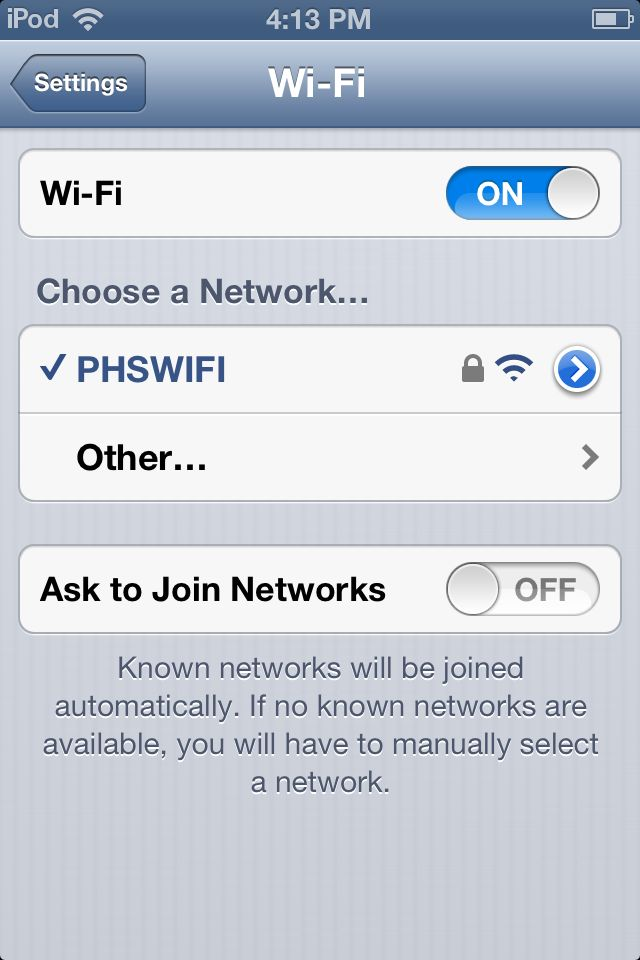 iPod 4:13 PM
Settings Wi-Fi
Wi-Fi ON
Choose a Network...
PHSWIFI
Other...
Ask to Join Networks OFF
Known networks will be joined
automatically. If no known networks are
available, you will have to manually select
a network.